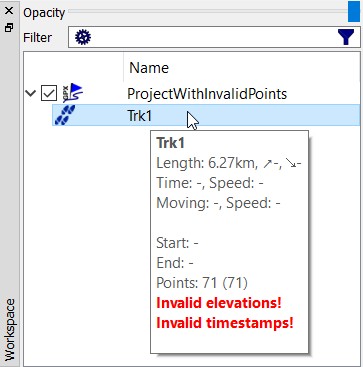 Opacity
Filter
Name
GPX
ProjectWithInvalidPoints
Trk1
Trk1
Length: 6.27km, ↗-, ↘-
Time: -, Speed: -
Moving: -, Speed: -
Start: -
End: -
Points: 71 (71)
Invalid elevations!
Invalid timestamps!
Workspace